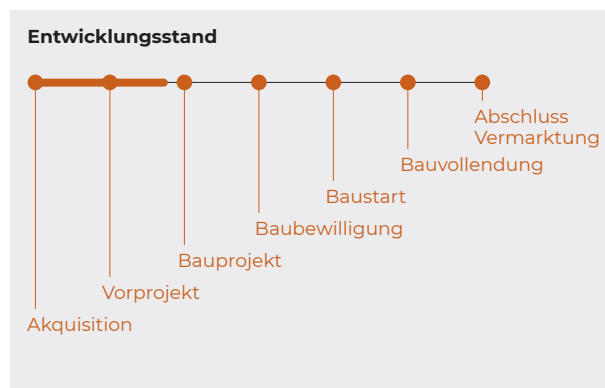 Entwicklungsstand
Abschluss
Vermarktung
Bauvollendung
Baustart
Baubewilligung
Bauprojekt
Vorprojekt
Akquisition